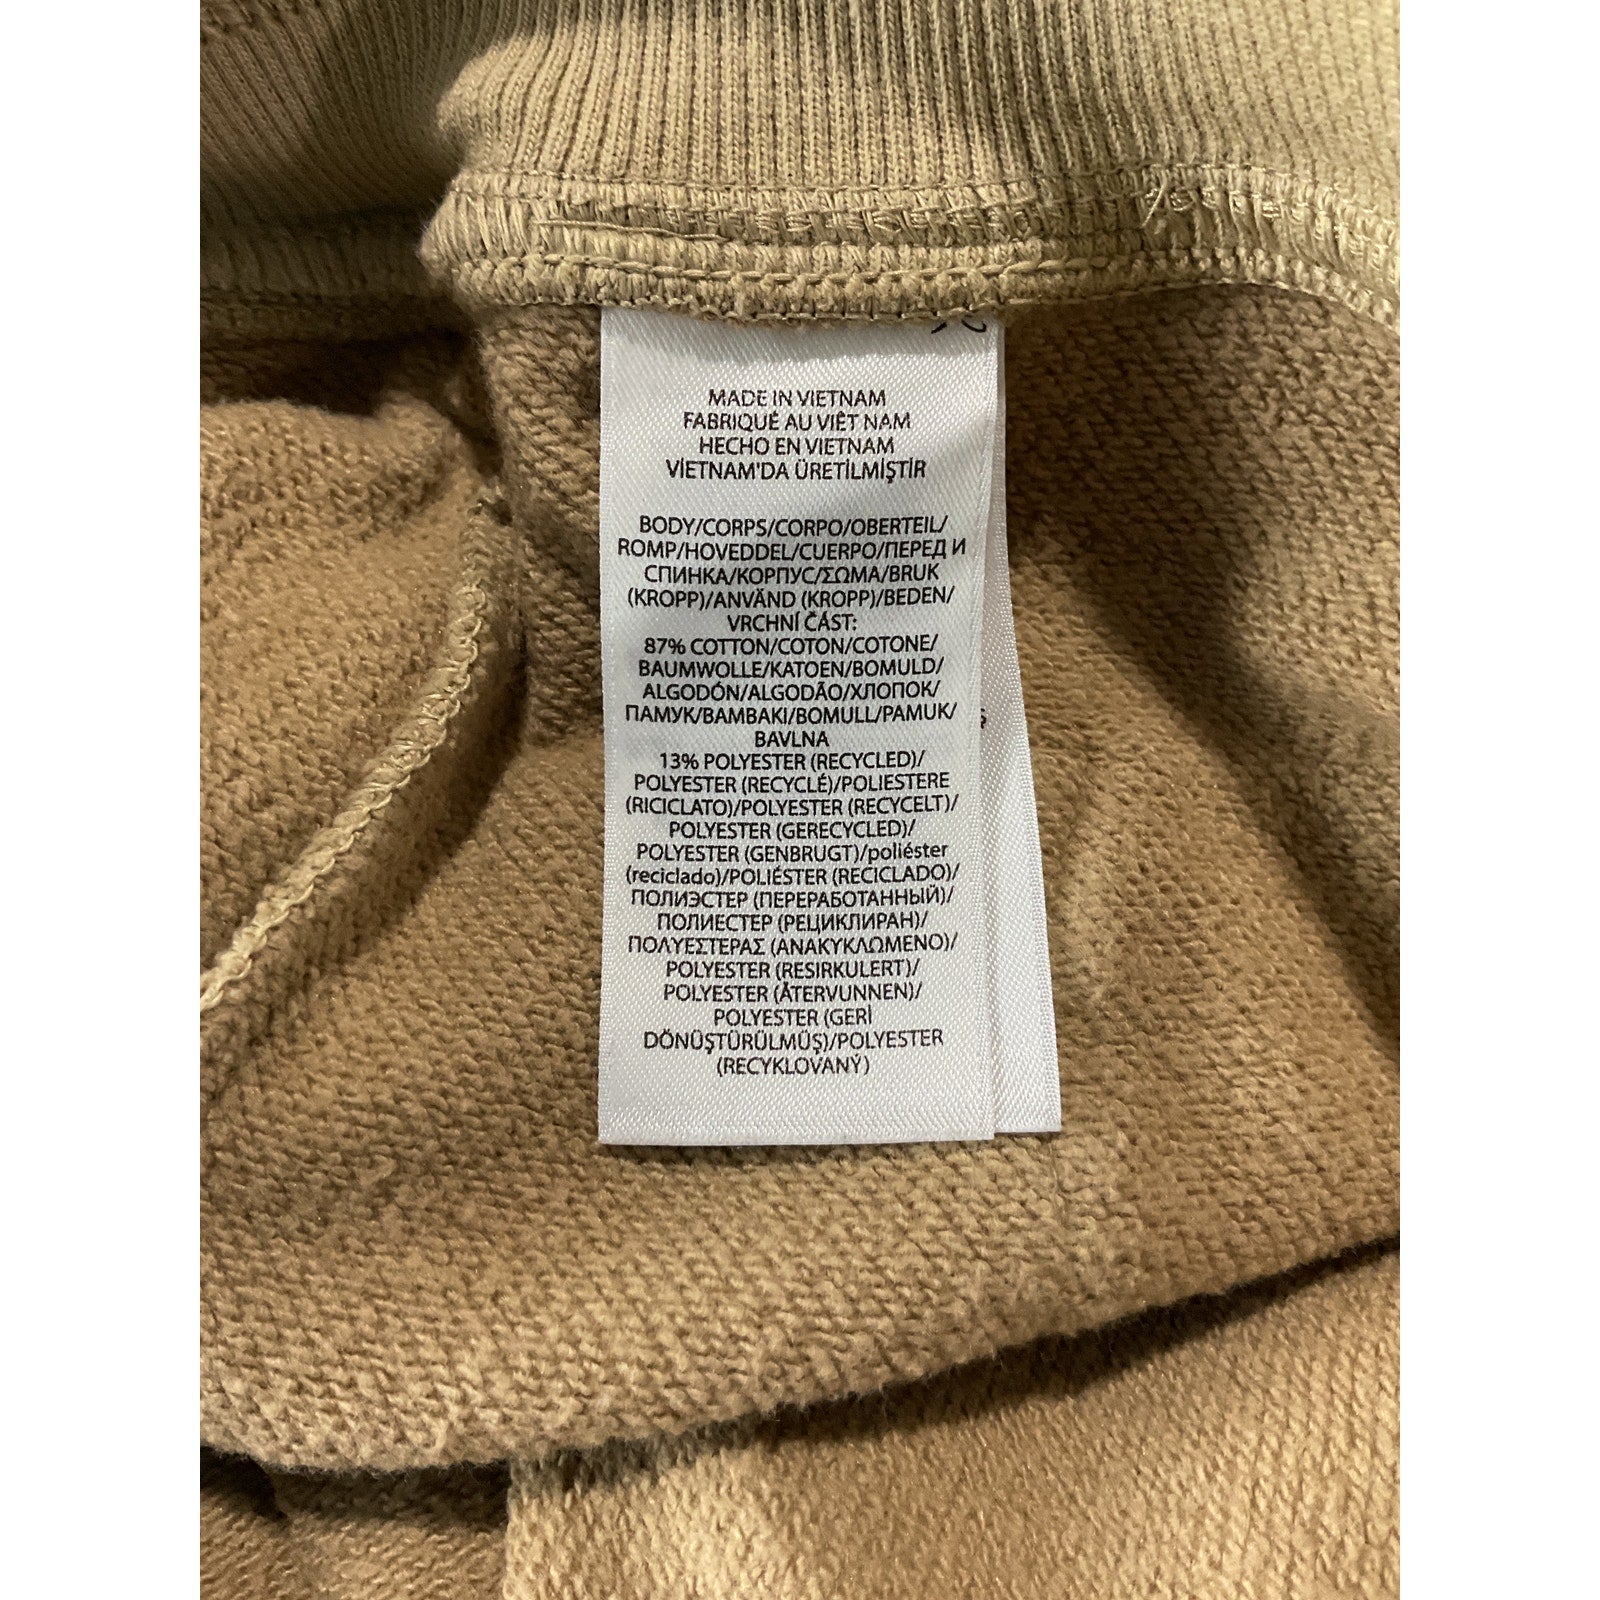 MADE IN VIETNAM
FABRIQUÉ AU VIÊT NAM
HECHO EN VIETNAM
VİETNAM'DA ÜRETİLMİŞTİR
BODY/CORPS/CORPO/OBERTEIL/
ROMP/HOVEDDEL/CUERPO/ПЕРЕД И
СПИНКА/КОРПУС/ΣΩΜΑ/BRUK
(KROPP)/ANVÄND (KROPP)/BEDEN/
VRCHNÍ ČÁST:
87% COTTON/COTON/COTONE/
BAUMWOLLE/KATOEN/BOMULD/
ALGODÓN/ALGODÃO/ХЛОПОК/
ПАМУК/ΒΑΜΒΑΚΙ/BOMULL/PAMUK/
BAVLNA
13% POLYESTER (RECYCLED)/
POLYESTER (RECYCLÉ)/POLIESTERE
(RICICLATO)/POLYESTER (RECYCELT)/
POLYESTER (GERECYCLED)/
POLYESTER (GENBRUGT)/poliéster
(reciclado)/POLIÉSTER (RECICLADO)/
ПОЛИЭСТЕР (ПЕРЕРАБОТАННЫЙ)/
ПОЛИЕСТЕР (РЕЦИКЛИРАН)/
ΠΟΛΥΕΣΤΕΡΑΣ (ΑΝΑΚΥΚΛΩΜΕΝΟ)/
POLYESTER (RESIRKULERT)/
POLYESTER (ÅTERVUNNEN)/
POLYESTER (GERİ
DÖNÜŞTÜRÜLMÜŞ)/POLYESTER
(RECYKLOVANÝ)